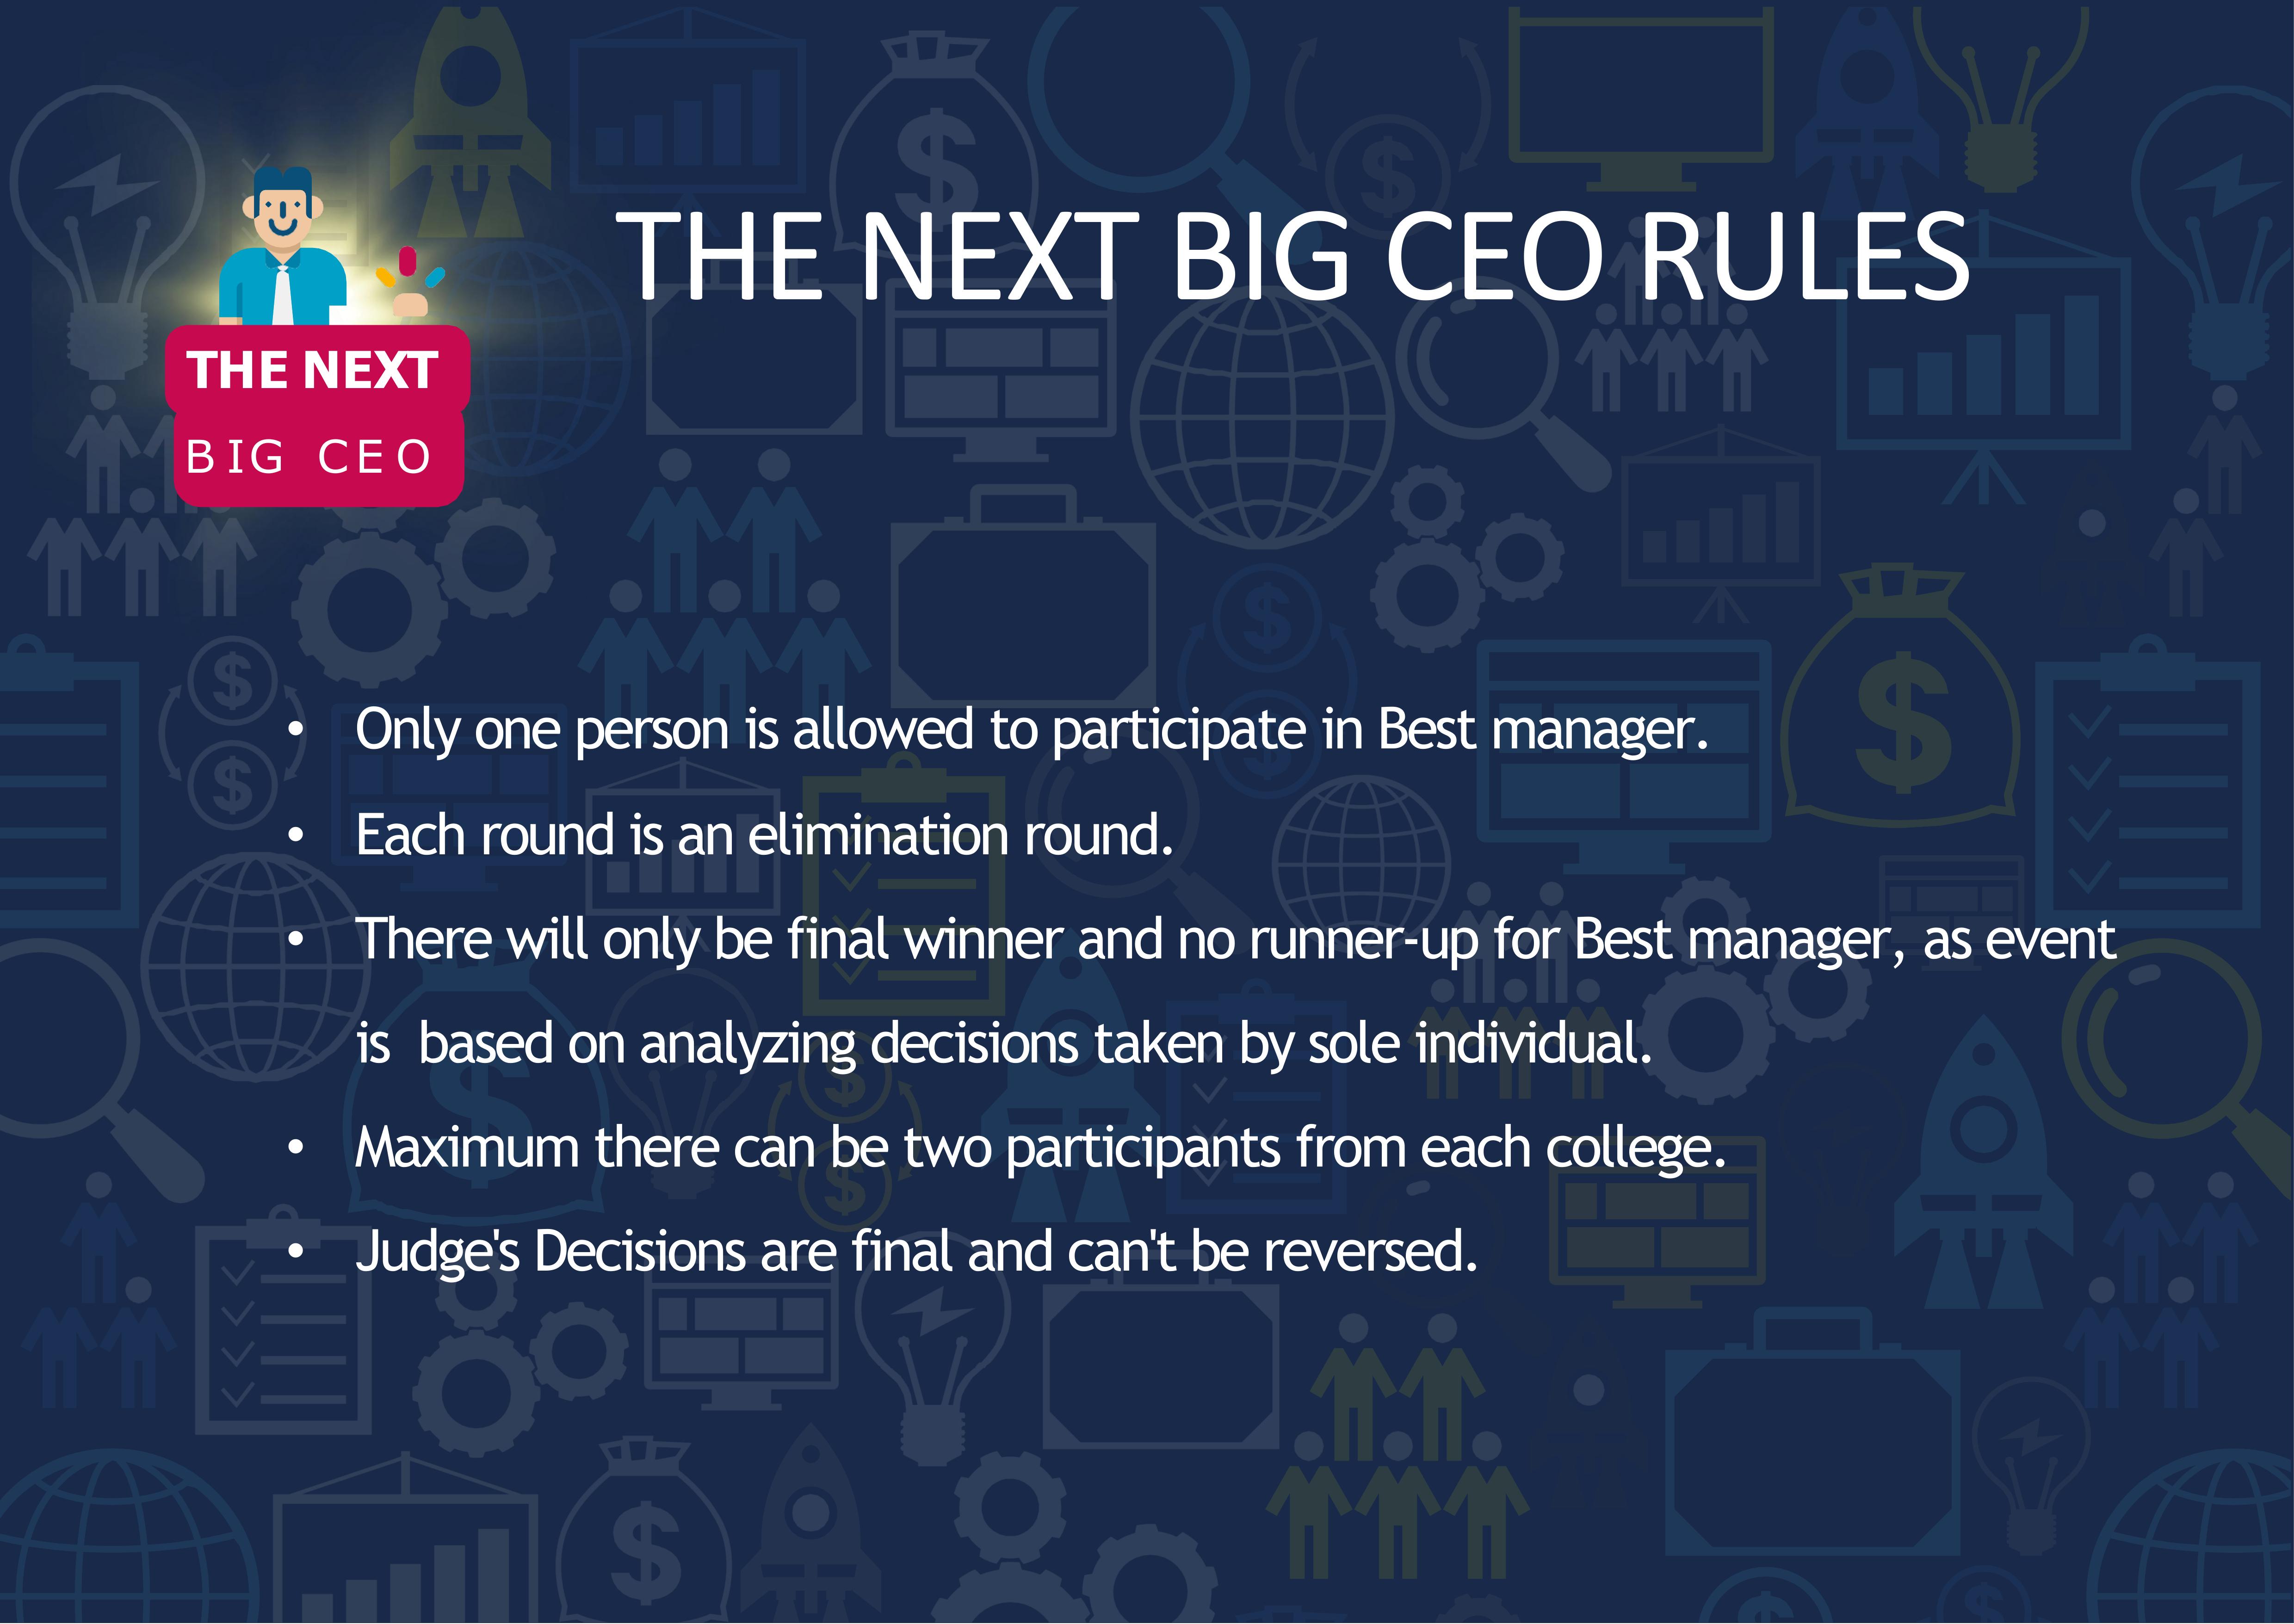 THE NEXT BIG CEO RULES
THE NEXT
BIG CEO
• Only one person is allowed to participate in Best manager.
• Each round is an elimination round.
• There will only be final winner and no runner-up for Best manager, as event
is based on analyzing decisions taken by sole individual.
• Maximum there can be two participants from each college.
• Judge's Decisions are final and can't be reversed.